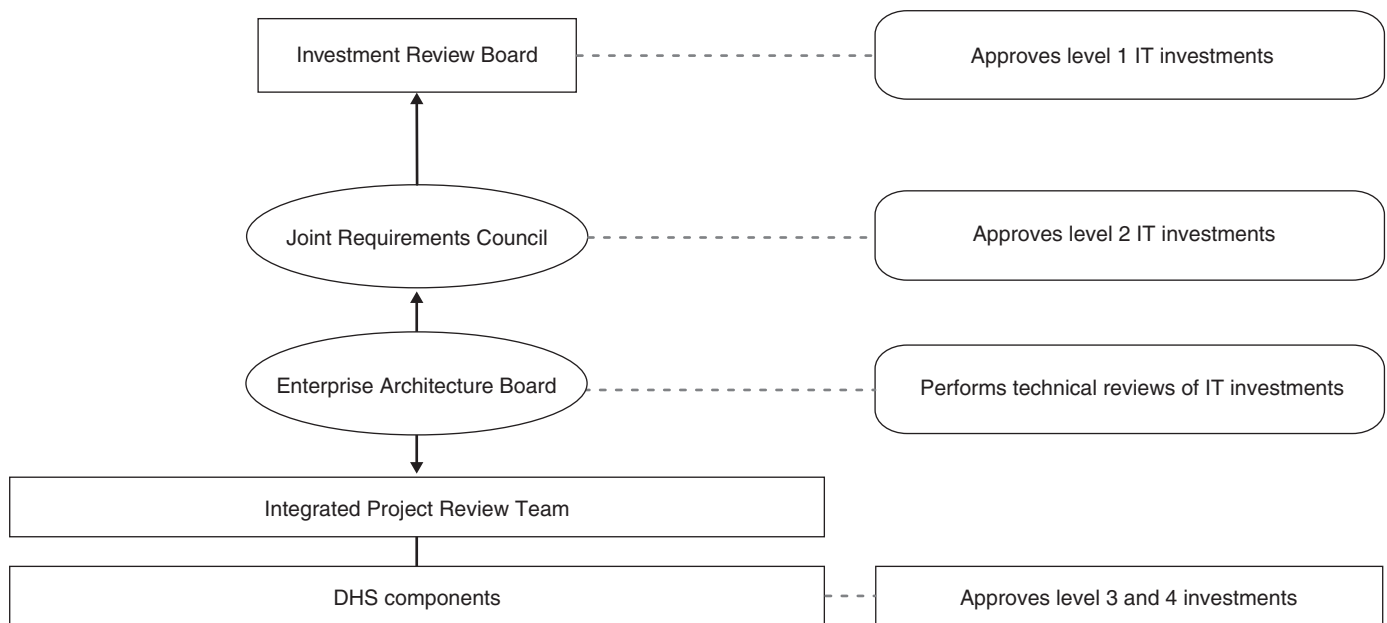 Investment Review Board
Approves level 1 IT investments
Joint Requirements Council
Approves level 2 IT investments
Enterprise Architecture Board
Performs technical reviews of IT investments
Integrated Project Review Team
DHS components
Approves level 3 and 4 investments